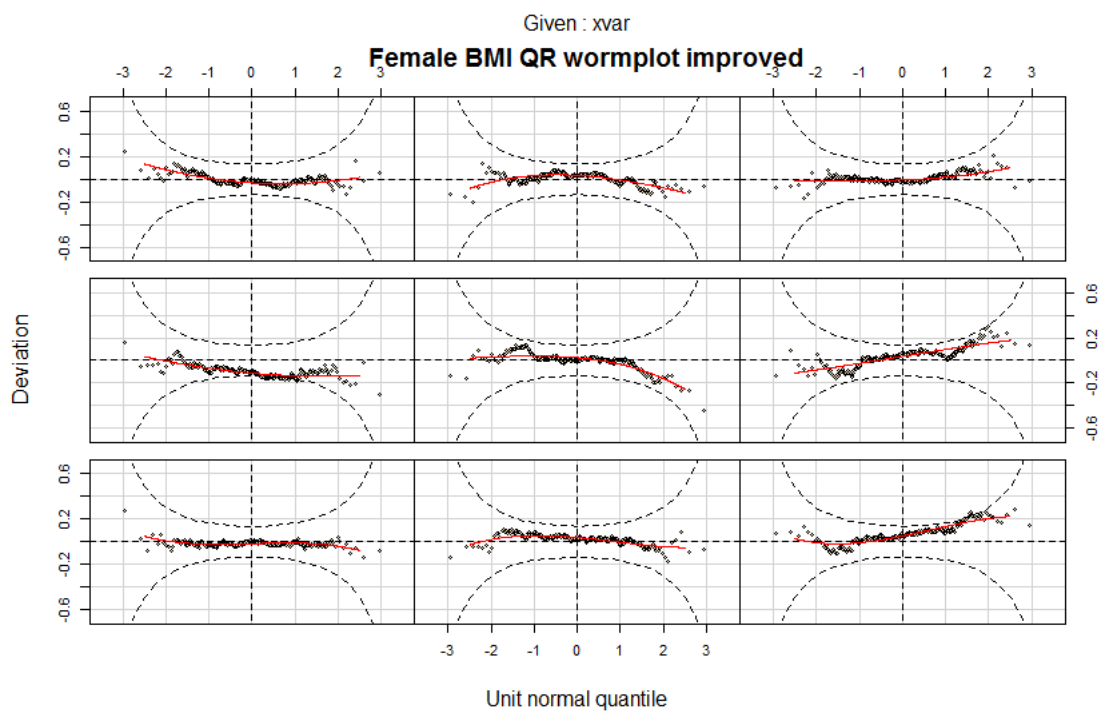 Given : xvar
Female BMI QR wormplot improved
-3 -2 -1 0 1 2 3 -3 -2 -1 0 1 2 3
0.6
0.2
-0.2
-0.6
0.6
0.2
-0.2
-0.6
Deviation
0.6
0.2
-0.2
-0.6
-3 -2 -1 0 1 2 3
Unit normal quantile